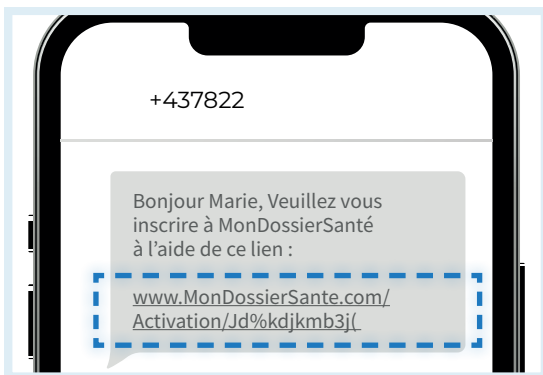 +437822
Bonjour Marie, Veuillez vous
inscrire à MonDossierSanté
à l’aide de ce lien :
www.MonDossierSante.com/
Activation/Jd%kdjkmb3j(